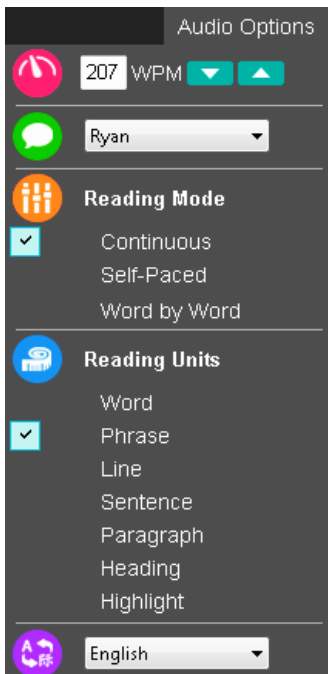 Audio Options
207 WPM
Ryan
Reading Mode
Continuous
Self-Paced
Word by Word
Reading Units
Word
Phrase
Line
Sentence
Paragraph
Heading
Highlight
English